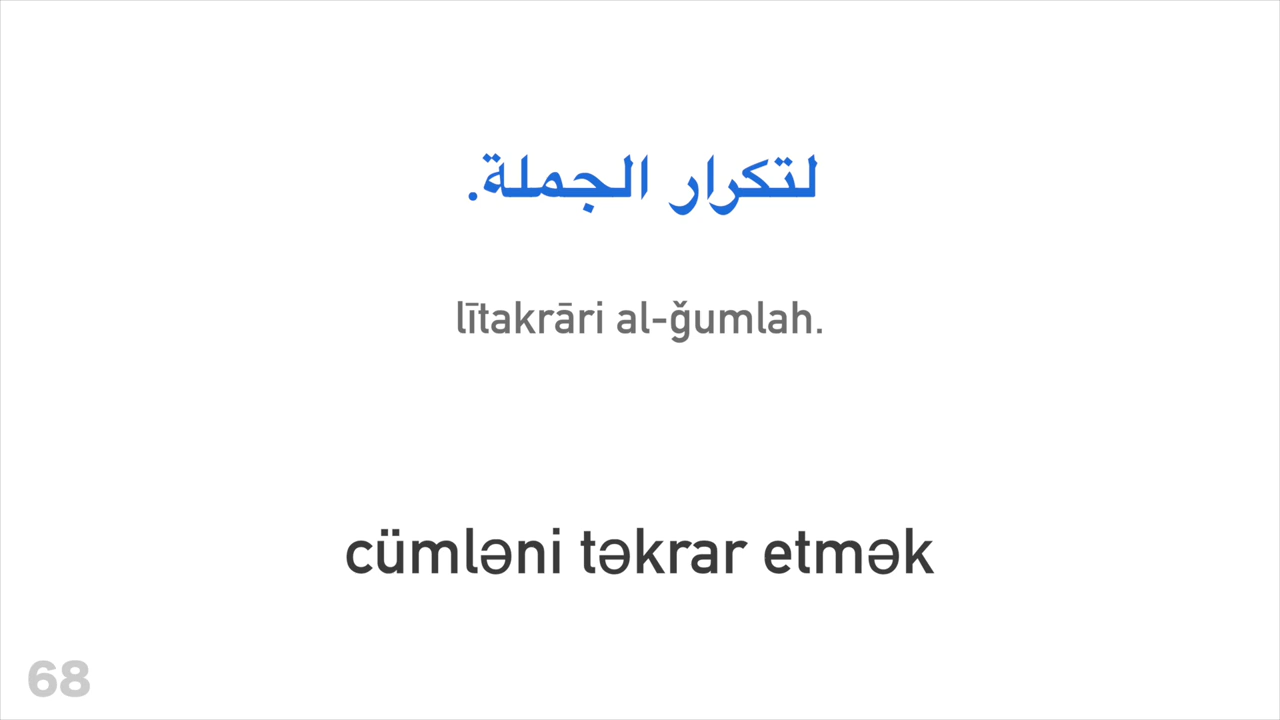 لتكرار الجملة.
lītakrāri al-ğumlah.
cümləni təkrar etmək
68